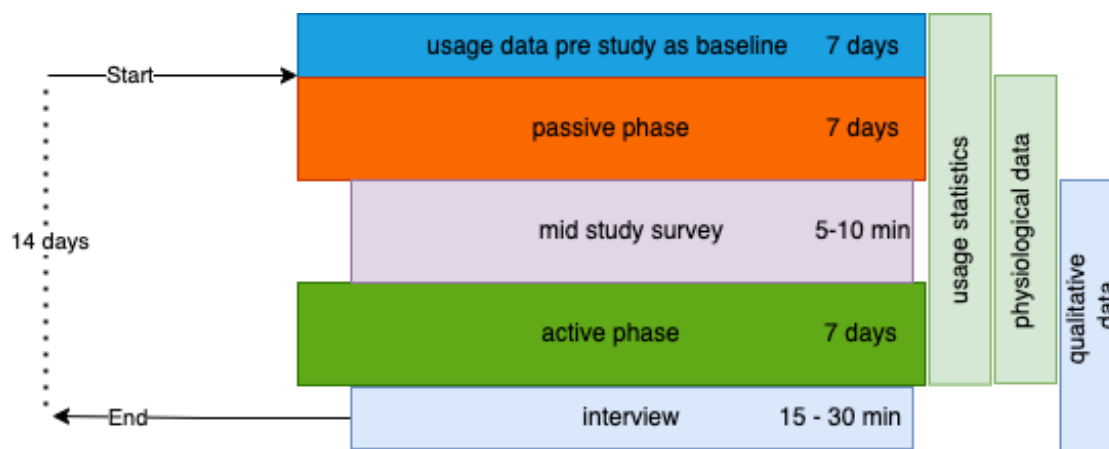 usage data pre study as baseline 7 days
Start
passive phase 7 days
mid study survey 5-10 min
14 days
active phase 7 days
End
interview 15 - 30 min
usage statistics
physiological data
qualitative
data